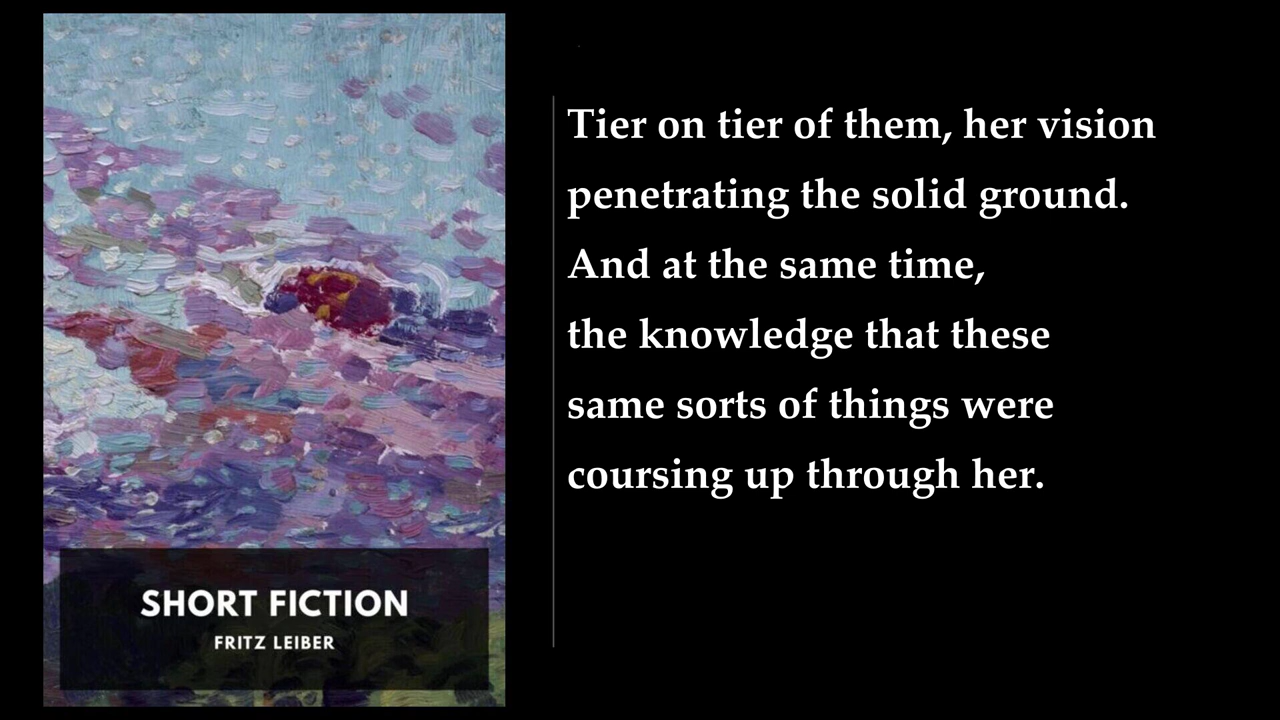 Tier on tier of them, her vision
penetrating the solid ground.
And at the same time,
the knowledge that these
same sorts of things were
coursing up through her.
SHORT FICTION
FRITZ LEIBER